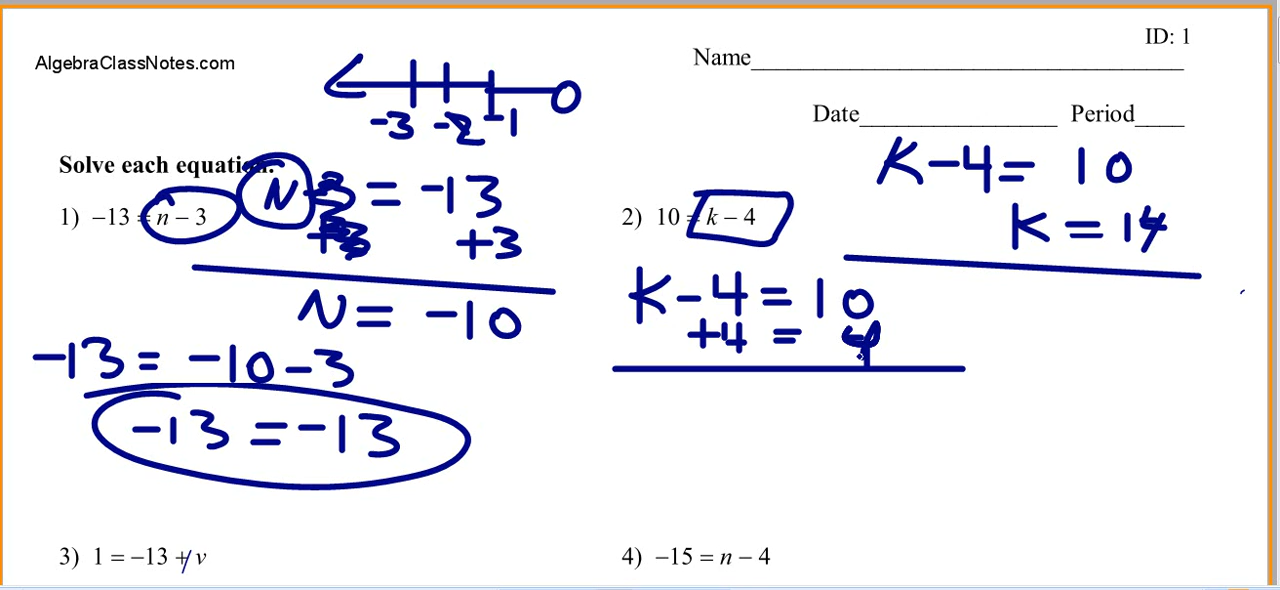 ID: 1
AlgebraClassNotes.com
Name
-3 -2 -1 0
Date Period
Solve each equation.
1) −13 = n − 3
N - 3 = -13
+3 +3
N = -10
-13 = -10 - 3
-13 = -13
2) 10 = k − 4
K - 4 = 10
K = 14
K - 4 = 10
+4 = 4
3) 1 = −13 + v
4) −15 = n − 4